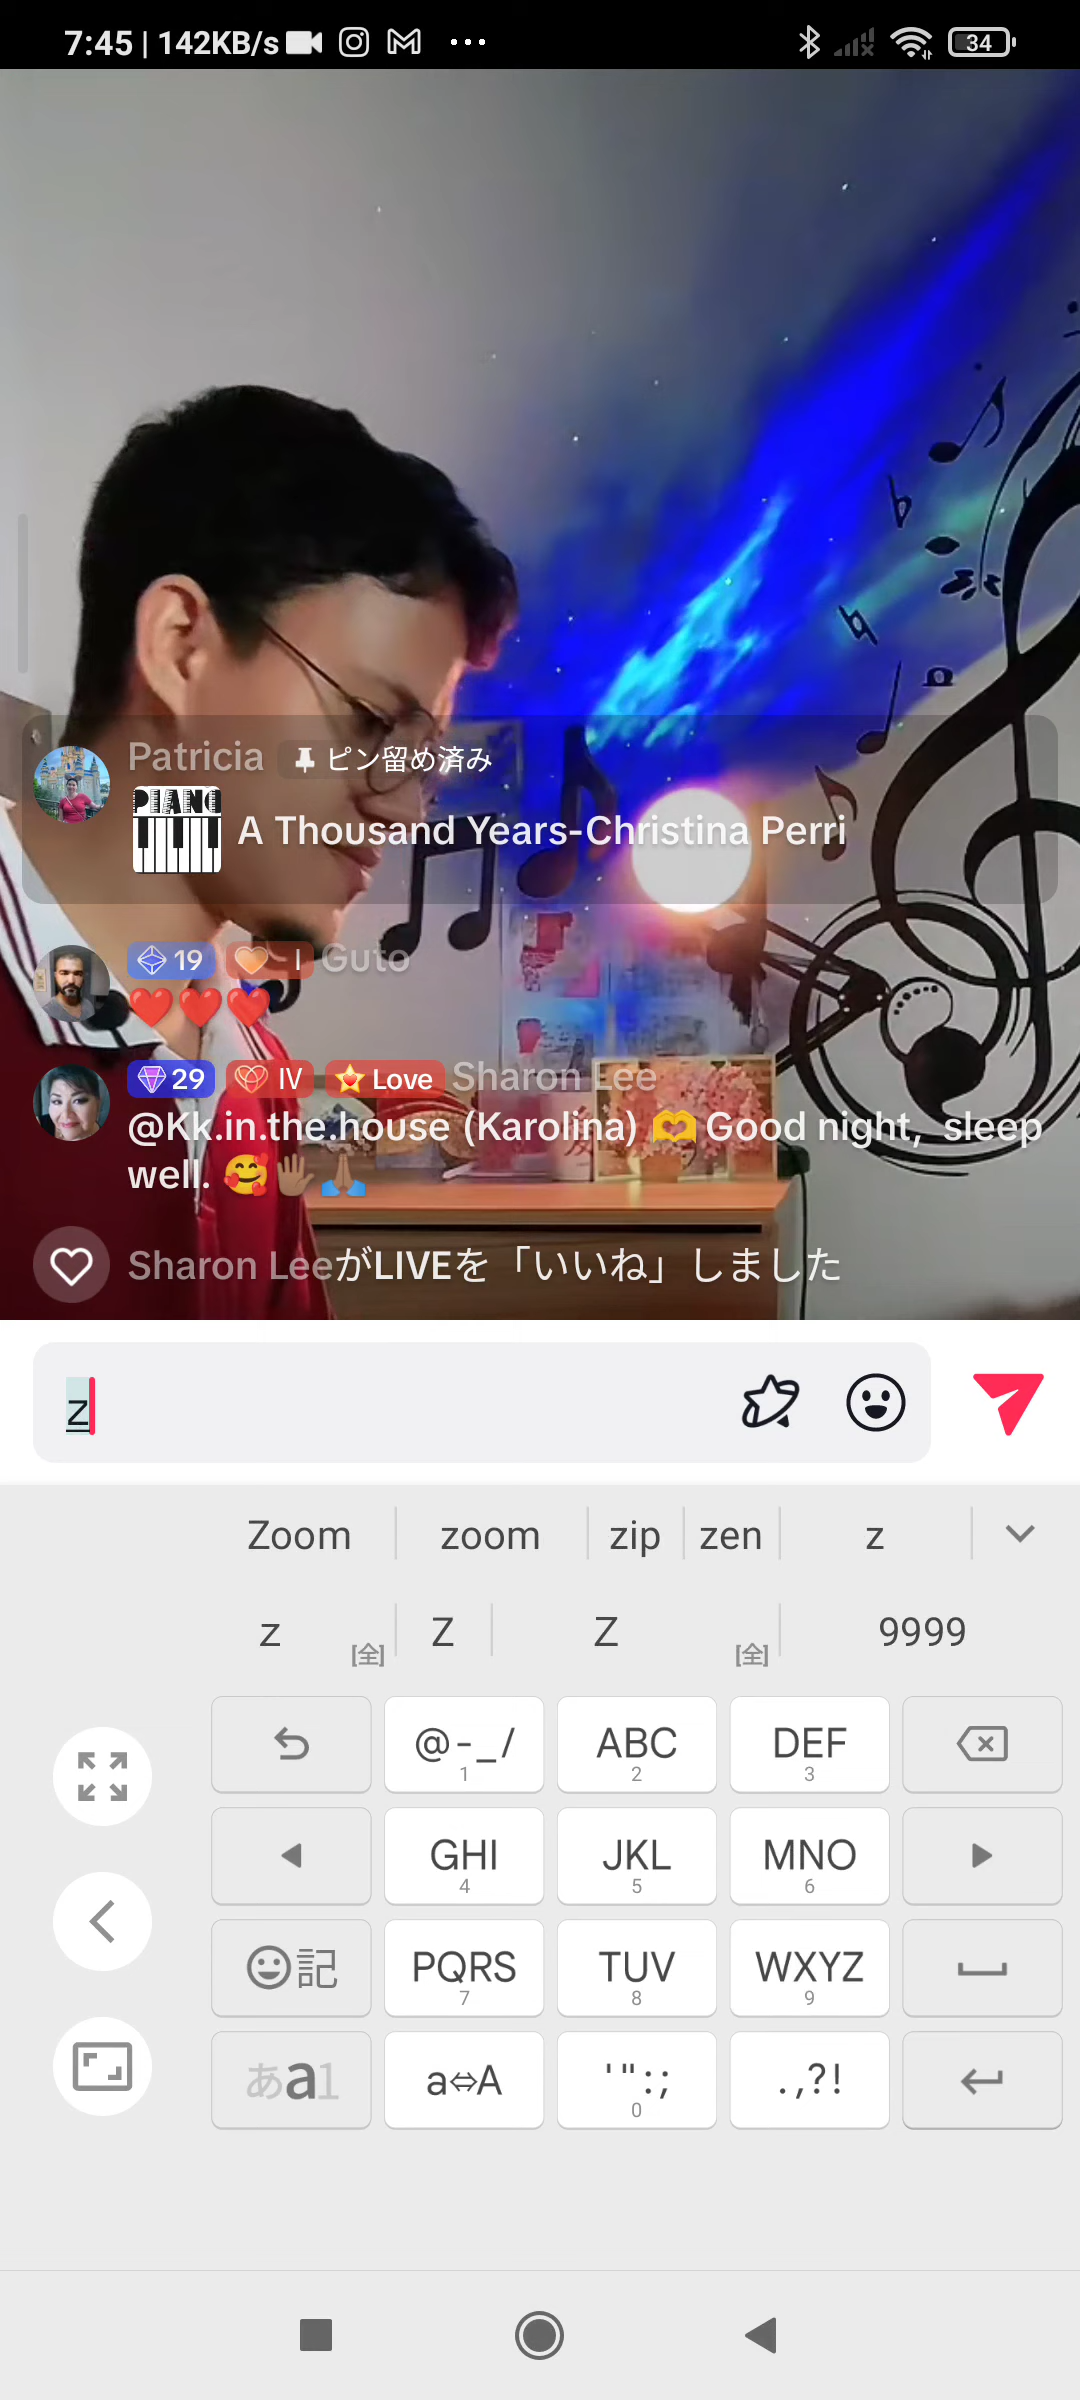 7:45 | 142KB/s
34
Patricia ピン留め済み
PIANO A Thousand Years-Christina Perri
19 I Guto
29 IV Love Sharon Lee
@Kk.in.the.house (Karolina) Good night, sleep
well.
Sharon LeeがLIVEを「いいね」しました
z
Zoom zoom zip zen z
z [全] Z Z [全] 9999
@-_/ ABC DEF
1 2 3
GHI JKL MNO
4 5 6
記 PQRS TUV WXYZ
7 8 9
あa1 a⇔A '":; .,?!
0